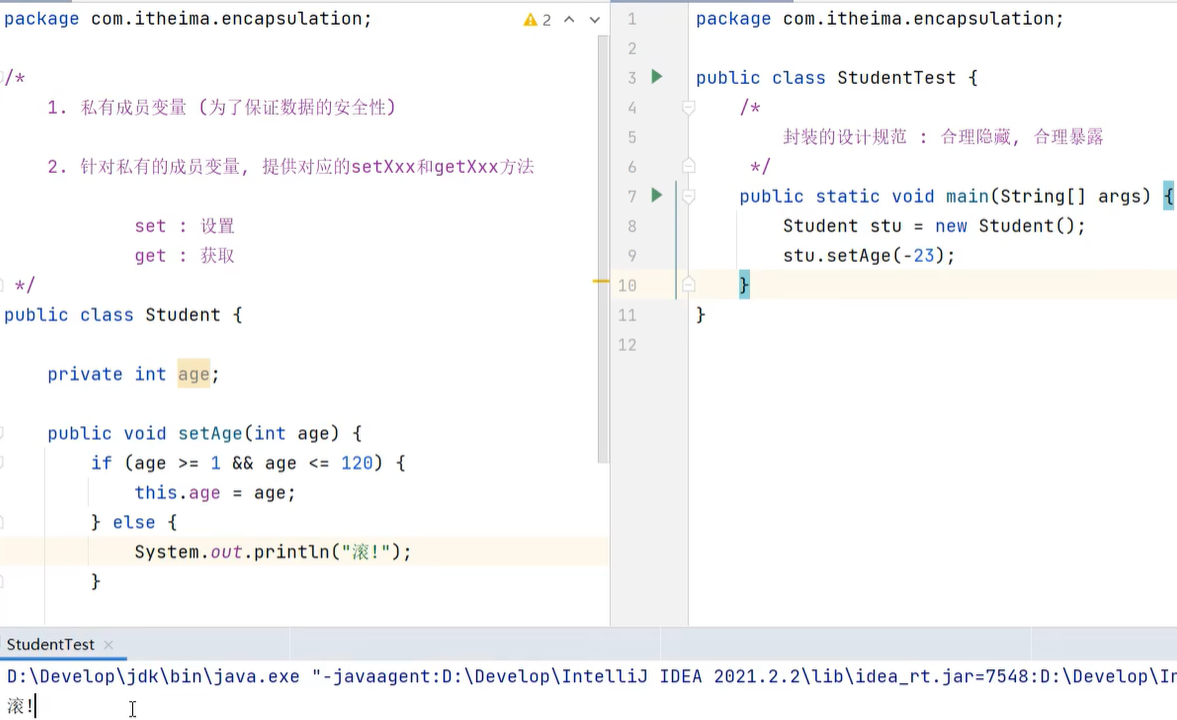 package com.itheima.encapsulation;
2
/*
1. 私有成员变量 (为了保证数据的安全性)
2. 针对私有的成员变量, 提供对应的setXxx和getXxx方法
set : 设置
get : 获取
*/
public class Student {
private int age;
public void setAge(int age) {
if (age >= 1 && age <= 120) {
this.age = age;
} else {
System.out.println("滚!");
}
1 package com.itheima.encapsulation;
2
3 public class StudentTest {
4 /*
5 封装的设计规范 : 合理隐藏, 合理暴露
6 */
7 public static void main(String[] args) {
8 Student stu = new Student();
9 stu.setAge(-23);
10 }
11 }
12
StudentTest ×
D:\Develop\jdk\bin\java.exe "-javaagent:D:\Develop\IntelliJ IDEA 2021.2.2\lib\idea_rt.jar=7548:D:\Develop\In
滚!